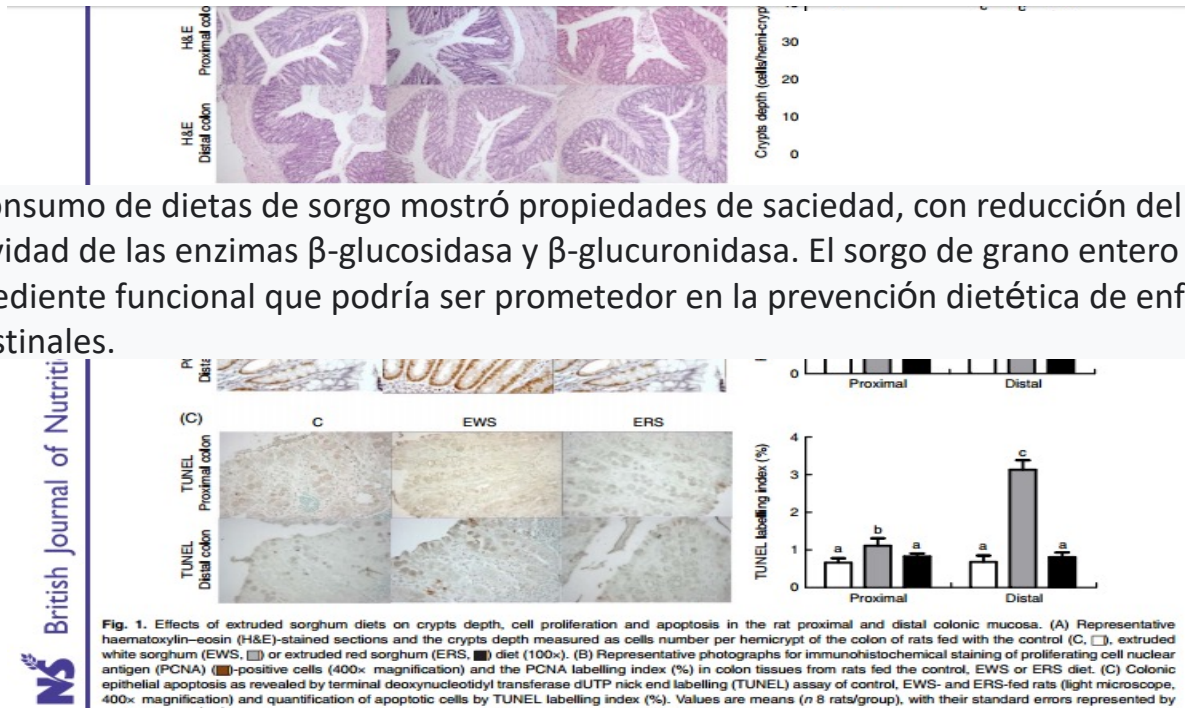 H&E
Proximal colo
H&E
Distal colon
Crypts depth (cells/hemi-cryp
30
20
10
0
onsumo de dietas de sorgo mostró propiedades de saciedad, con reducción del
vidad de las enzimas β-glucosidasa y β-glucuronidasa. El sorgo de grano entero
ediente funcional que podría ser prometedor en la prevención dietética de enf
stinales.
Dista
0
Proximal Distal
(C)
C EWS ERS
TUNEL
Proximal colon
TUNEL
Distal colon
TUNEL labelling index (%)
4
3
2
1
0
a b a a c a
Proximal Distal
British Journal of Nutriti
NS
Fig. 1. Effects of extruded sorghum diets on crypts depth, cell proliferation and apoptosis in the rat proximal and distal colonic mucosa. (A) Representative
haematoxylin–eosin (H&E)-stained sections and the crypts depth measured as cells number per hemicrypt of the colon of rats fed with the control (C, □), extruded
white sorghum (EWS, ■) or extruded red sorghum (ERS, ■) diet (100×). (B) Representative photographs for immunohistochemical staining of proliferating cell nuclear
antigen (PCNA) (■)-positive cells (400× magnification) and the PCNA labelling index (%) in colon tissues from rats fed the control, EWS or ERS diet. (C) Colonic
epithelial apoptosis as revealed by terminal deoxynucleotidyl transferase dUTP nick end labelling (TUNEL) assay of control, EWS- and ERS-fed rats (light microscope,
400× magnification) and quantification of apoptotic cells by TUNEL labelling index (%). Values are means (n 8 rats/group), with their standard errors represented by